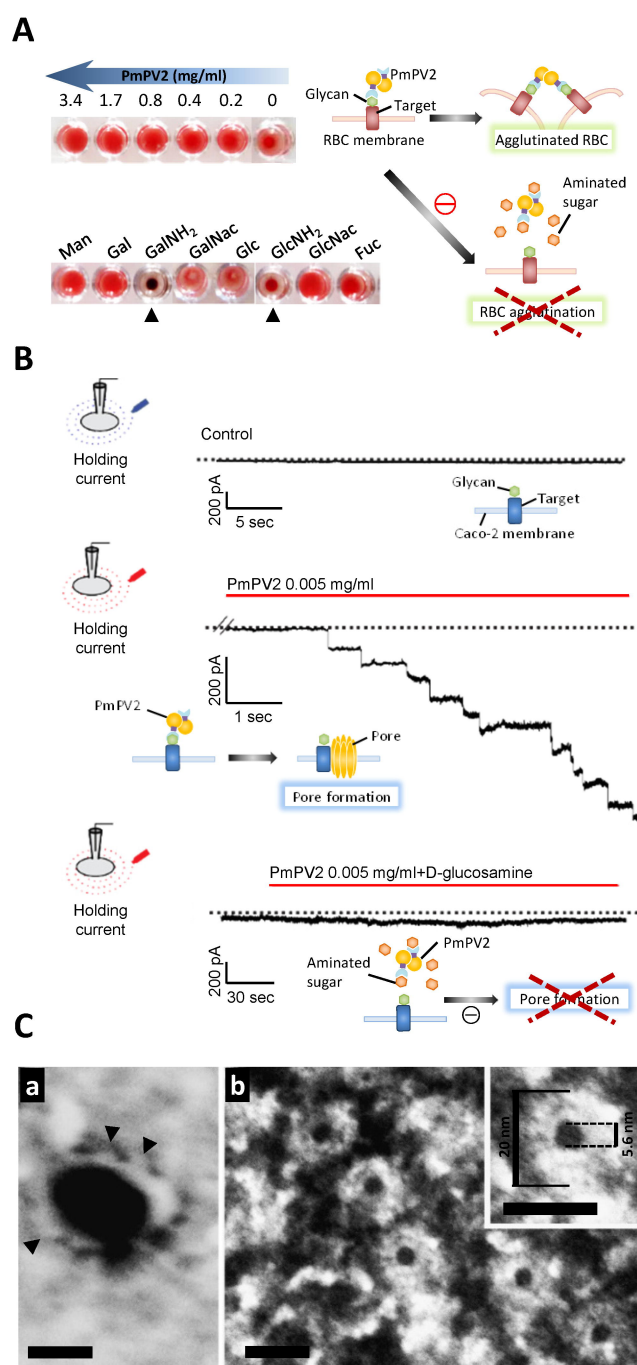 A
PmPV2 (mg/ml)
3.4 1.7 0.8 0.4 0.2 0
PmPV2
Glycan
Target
RBC membrane
Agglutinated RBC
Aminated
sugar
Man Gal GalNH2 GalNac Glc GlcNH2 GlcNac Fuc
RBC agglutination
B
Holding
current
Control
200 pA
5 sec
Glycan
Target
Caco-2 membrane
Holding
current
PmPV2 0.005 mg/ml
200 pA
1 sec
PmPV2
Pore
Pore formation
Holding
current
PmPV2 0.005 mg/ml+D-glucosamine
200 pA
30 sec
Aminated
sugar
PmPV2
Pore formation
C
a
b
20 nm
5.6 nm